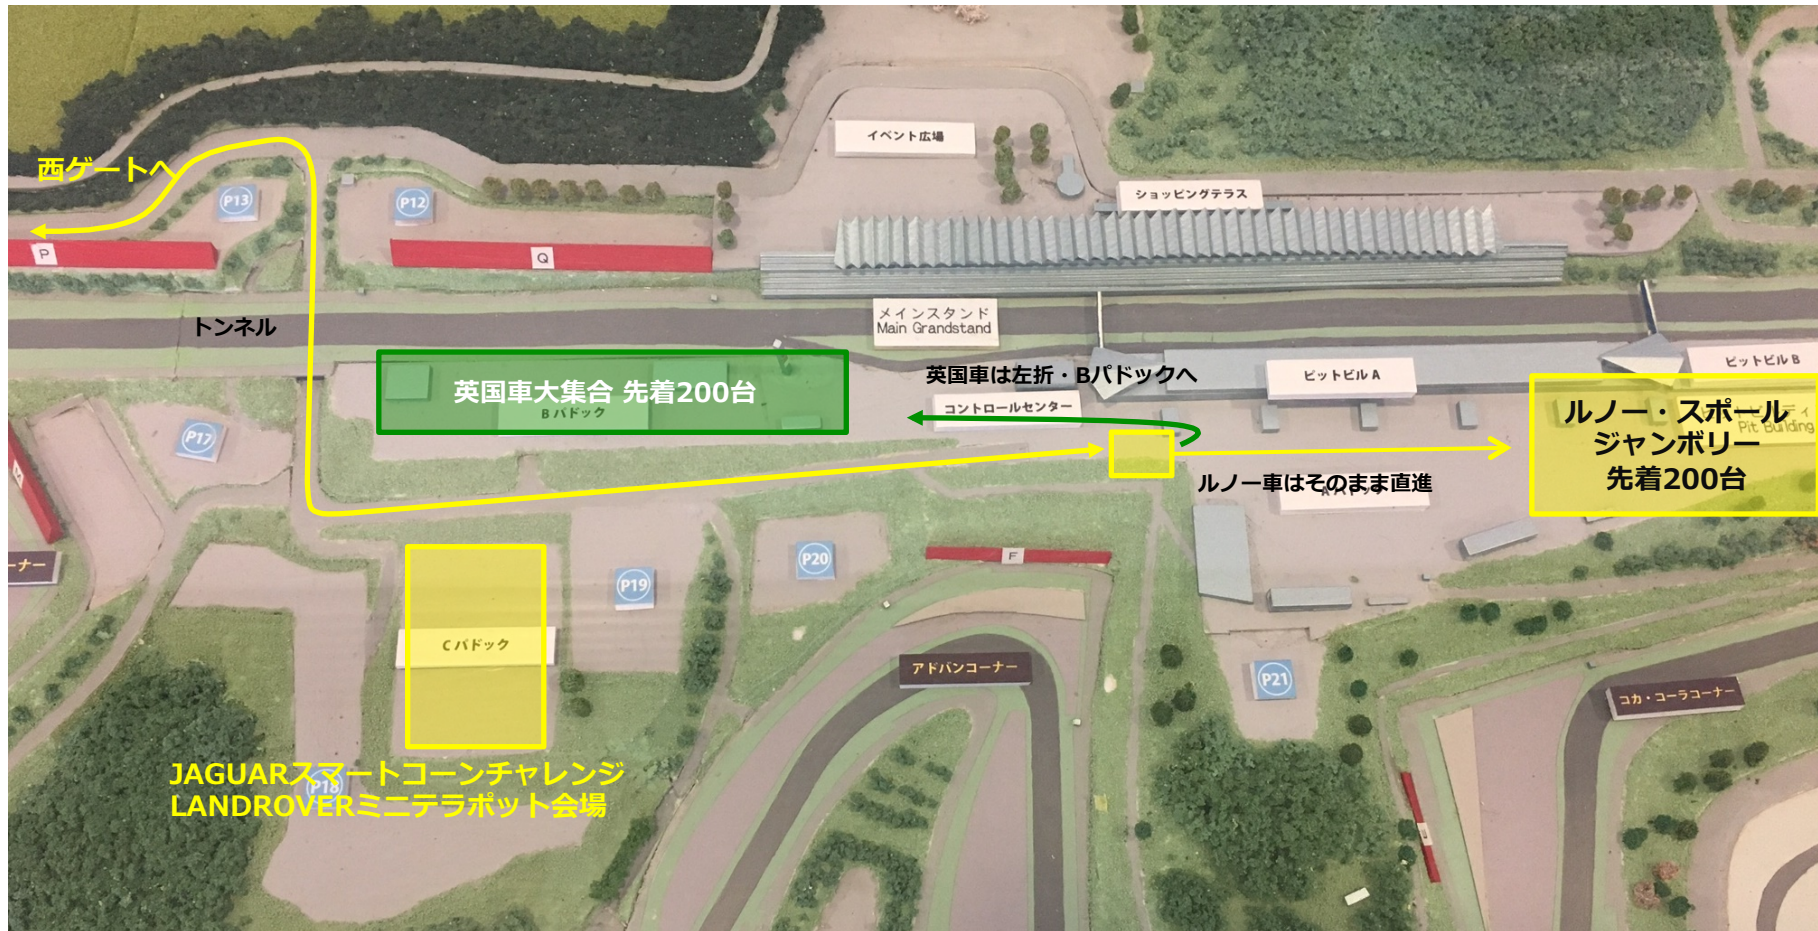 イベント広場
西ゲートへ
P13
P12
ショッピングテラス
P
Q
トンネル
メインスタンド
Main Grandstand
英国車大集合 先着200台
Bパドック
英国車は左折・Bパドックへ
コントロールセンター
ピットビル A
ピットビル B
ルノー・スポール
ジャンボリー
先着200台
Pit Building
P17
ルノー車はそのまま直進
Aパドック
P19
P20
F
ーナー
Cパドック
アドバンコーナー
P21
コカ・コーラコーナー
JAGUARスマートコーンチャレンジ
P18
LANDROVERミニテラポット会場